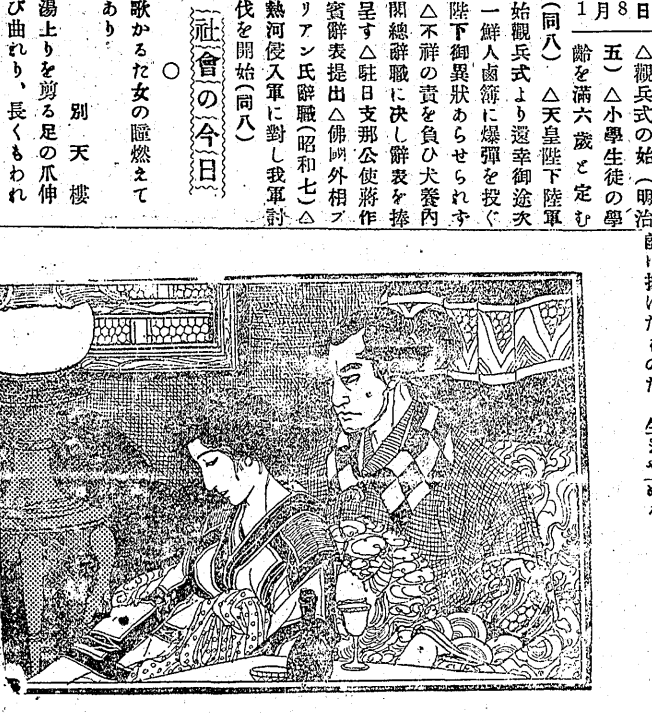 日
1月8
△觀兵式の始（明治
五）△小學生徒の學
齡を滿六歲と定む
（同八）△天皇陛下陸軍
始觀兵式より還幸御途次
一鮮人鹵簿に爆彈を投ぐ
陛下御異狀あらせられず
△不祥の責を負ひ犬養內
閣總辭職に決し辭表を捧
呈す△駐日支那公使蔣作
賓辭表提出△佛國外相ブ
リアン氏辭職（昭和七）△
熱河侵入軍に對し我軍討
伐を開始（同八）
社會の今日
○
歌かるた女の瞳燃えて
あり
別天樓
湯上りを剪る足の爪伸
び曲れり、長くもわれ